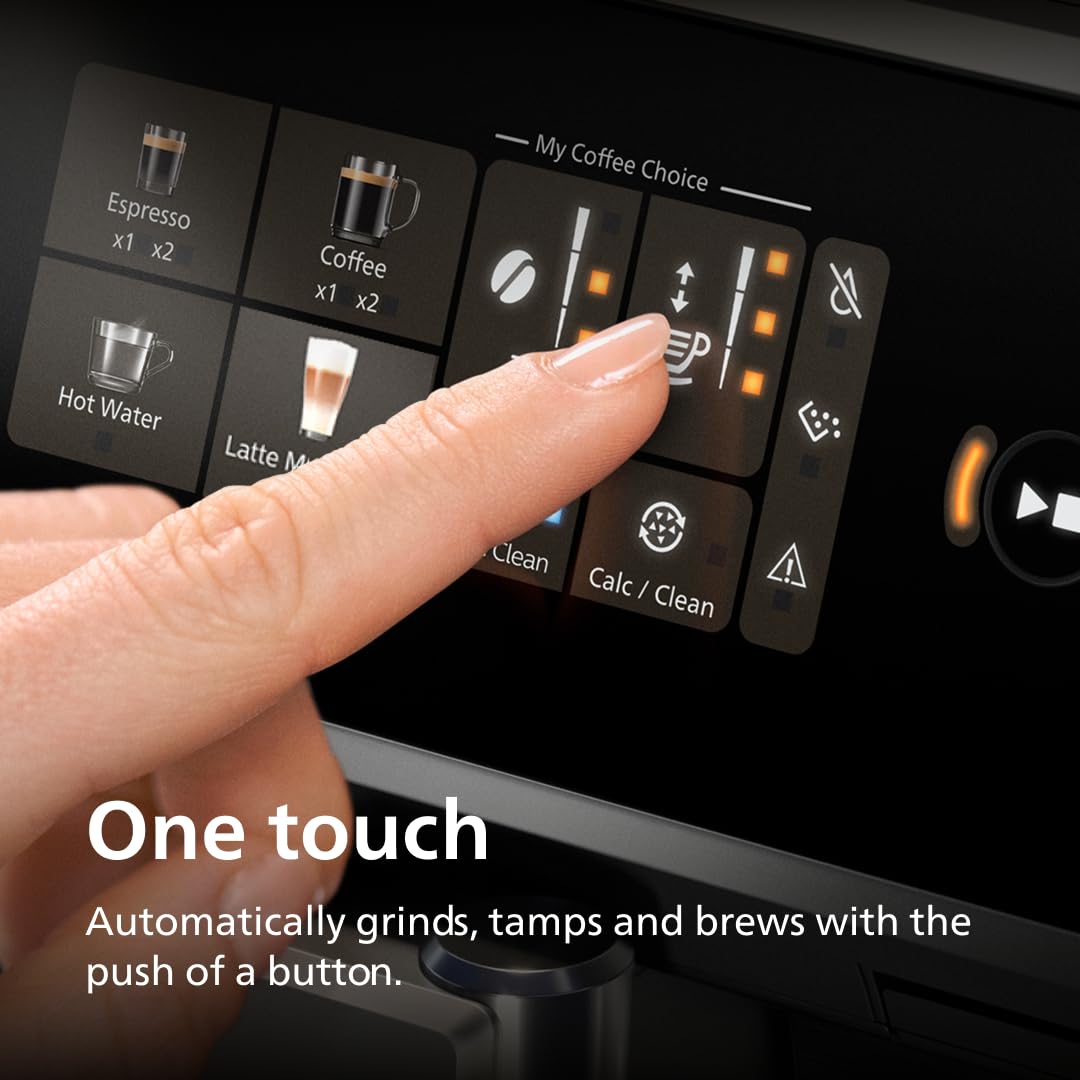 My Coffee Choice
Espresso
x1 x2
Coffee
x1 x2
Hot Water
Latte
Clean
Calc / Clean
One touch
Automatically grinds, tamps and brews with the
push of a button.